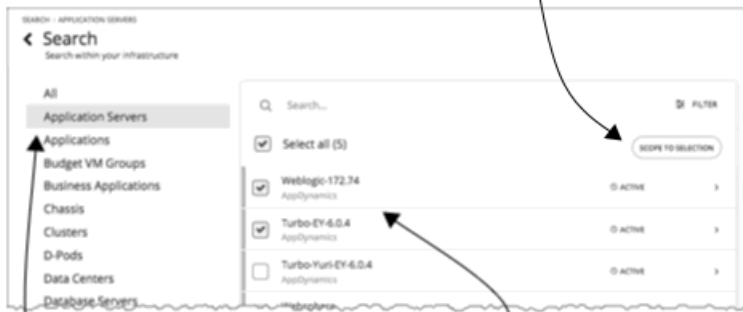 SEARCH › APPLICATION SERVERS
Search
Search within your infrastructure
All
Application Servers
Applications
Budget VM Groups
Business Applications
Chassis
Clusters
D-Pods
Data Centers
Database Servers
Search...
FILTER
Select all (5)
SCOPE TO SELECTION
Weblogic-172.74
AppDynamics
ACTIVE
Turbo-EY-6.0.4
AppDynamics
ACTIVE
Turbo-Yuri-EY-6.0.4
AppDynamics
ACTIVE